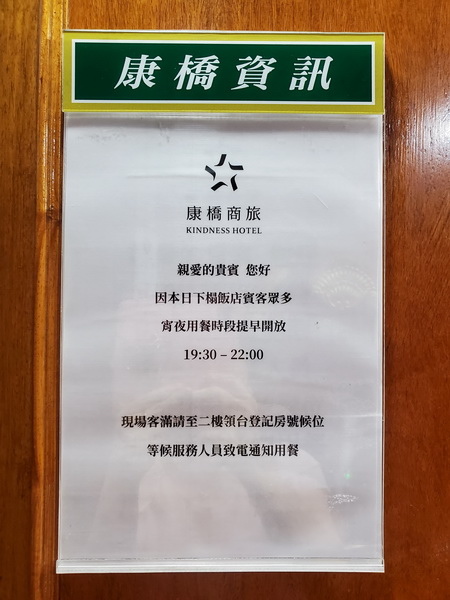 康橋資訊
康橋商旅
KINDNESS HOTEL
親愛的貴賓 您好
因本日下榻飯店賓客眾多
宵夜用餐時段提早開放
19:30 – 22:00
現場客滿請至二樓領台登記房號候位
等候服務人員致電通知用餐